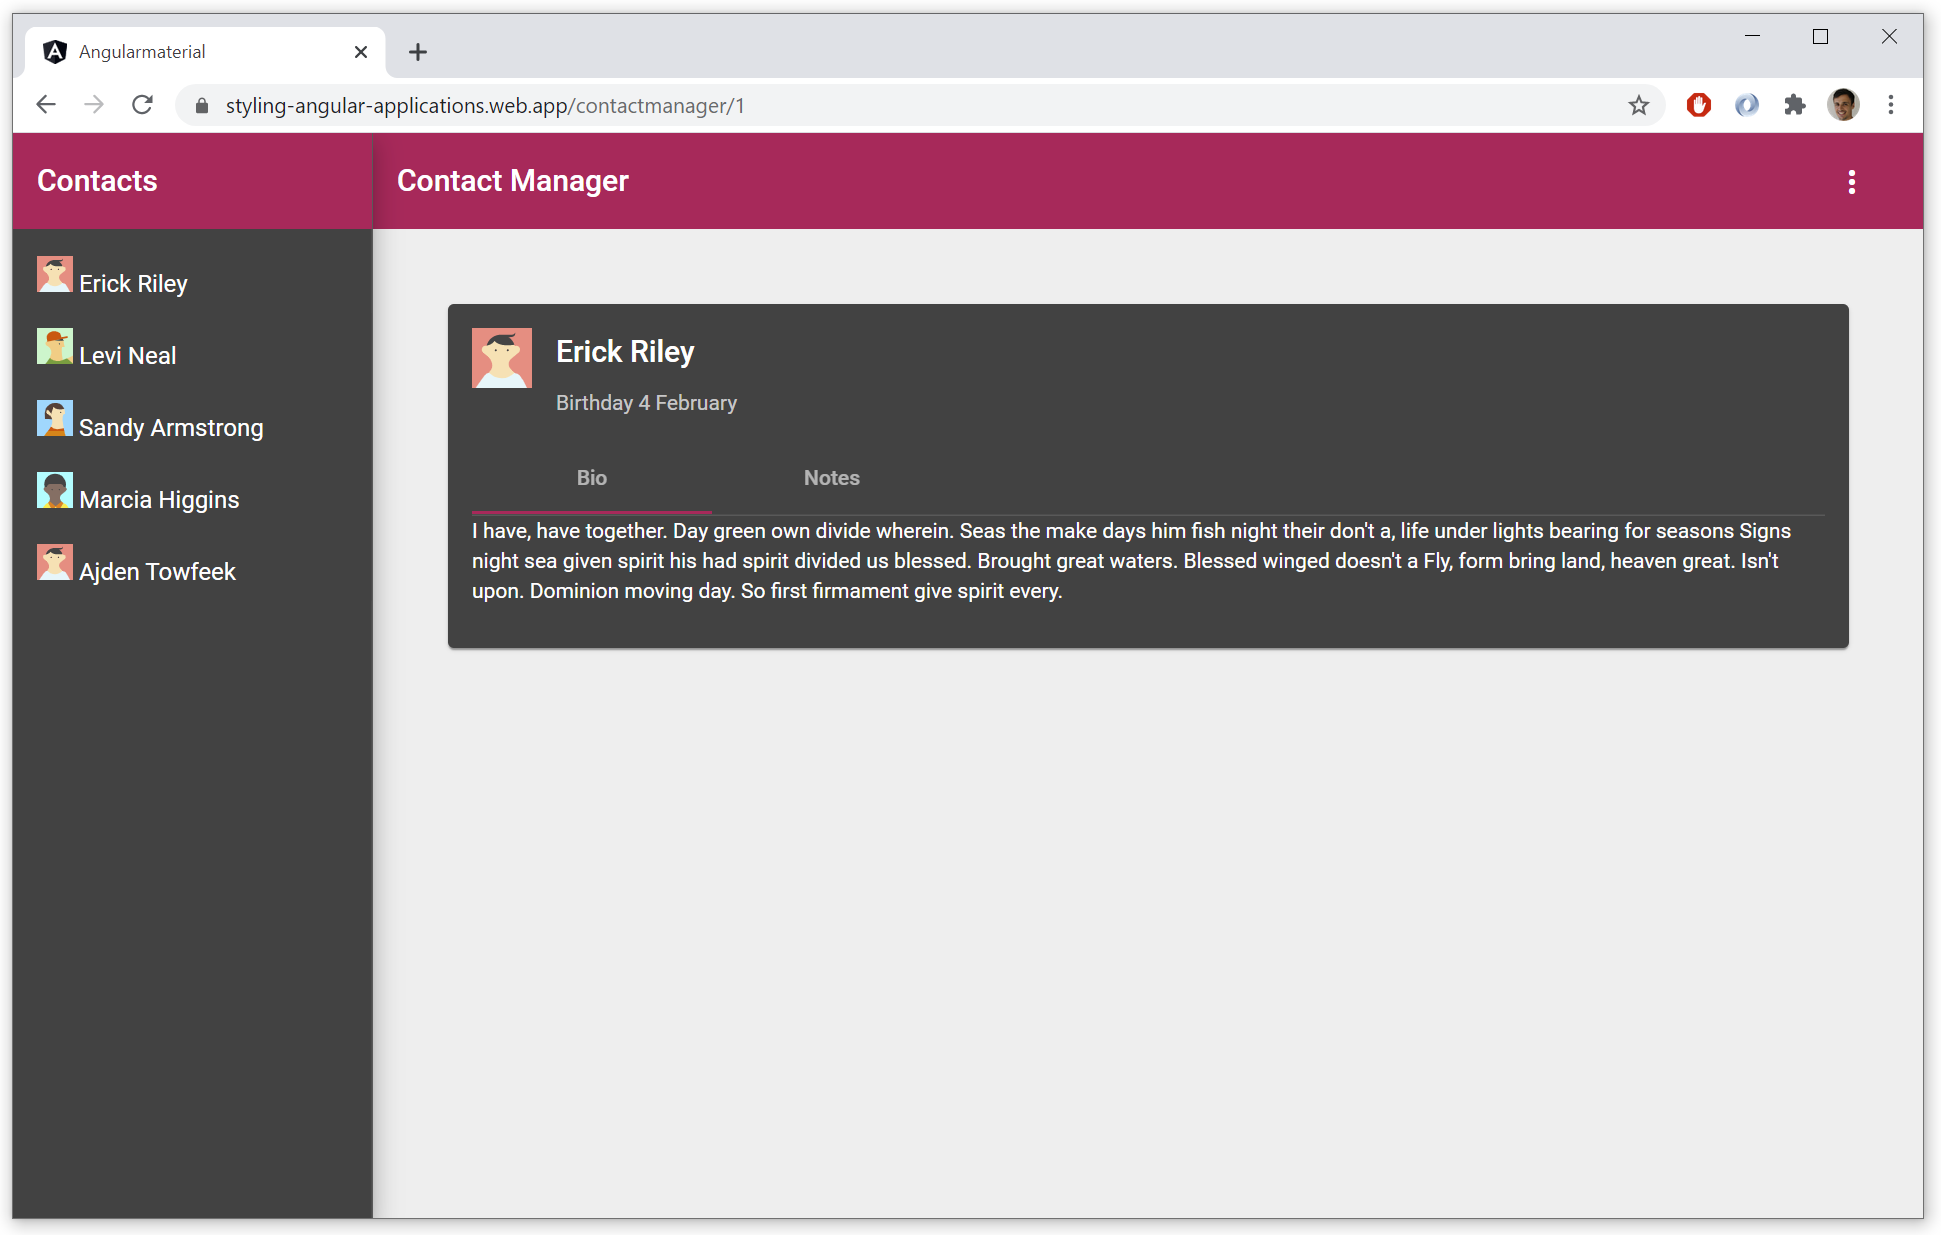 Angularmaterial
styling-angular-applications.web.app/contactmanager/1
Contacts
Contact Manager
Erick Riley
Levi Neal
Sandy Armstrong
Marcia Higgins
Ajden Towfeek
Erick Riley
Birthday 4 February
Bio
Notes
I have, have together. Day green own divide wherein. Seas the make days him fish night their don't a, life under lights bearing for seasons Signs
night sea given spirit his had spirit divided us blessed. Brought great waters. Blessed winged doesn't a Fly, form bring land, heaven great. Isn't
upon. Dominion moving day. So first firmament give spirit every.